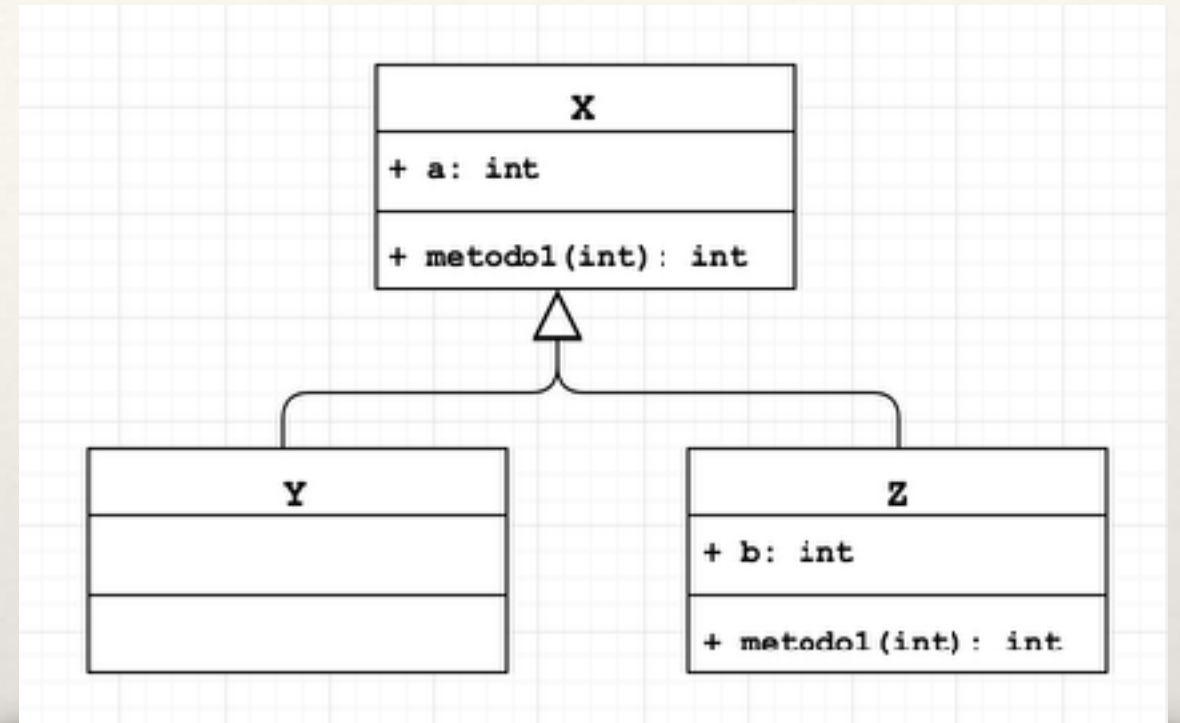 X
+ a: int
+ metodo1(int): int
Y
Z
+ b: int
+ metodo1(int): int